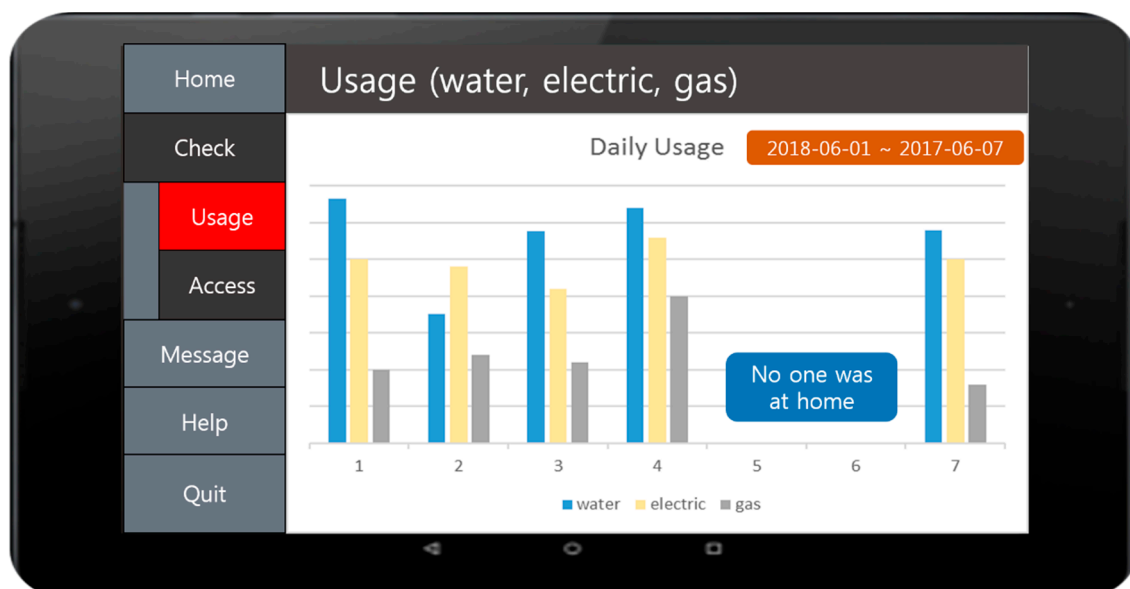 Home
Check
Usage
Access
Message
Help
Quit
Usage (water, electric, gas)
Daily Usage
2018-06-01 ~ 2017-06-07
No one was
at home
1 2 3 4 5 6 7
water electric gas